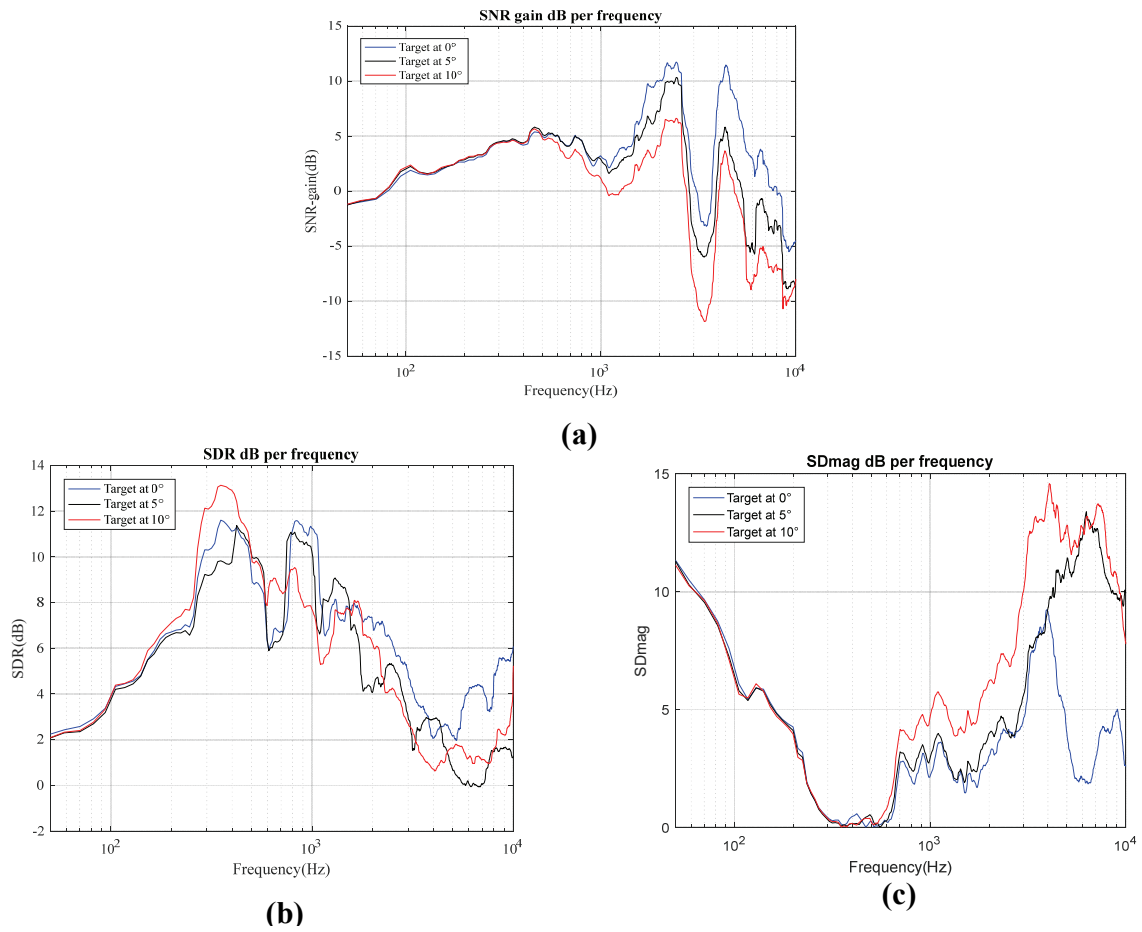 SNR gain dB per frequency
15
10
5
0
-5
-10
-15
SNR-gain(dB)
Target at 0°
Target at 5°
Target at 10°
10²
10³
10⁴
Frequency(Hz)
(a)
SDR dB per frequency
14
12
10
8
6
4
2
0
-2
SDR(dB)
Target at 0°
Target at 5°
Target at 10°
10²
10³
10⁴
Frequency(Hz)
(b)
SDmag dB per frequency
15
10
5
0
SDmag
Target at 0°
Target at 5°
Target at 10°
10²
10³
10⁴
Frequency(Hz)
(c)